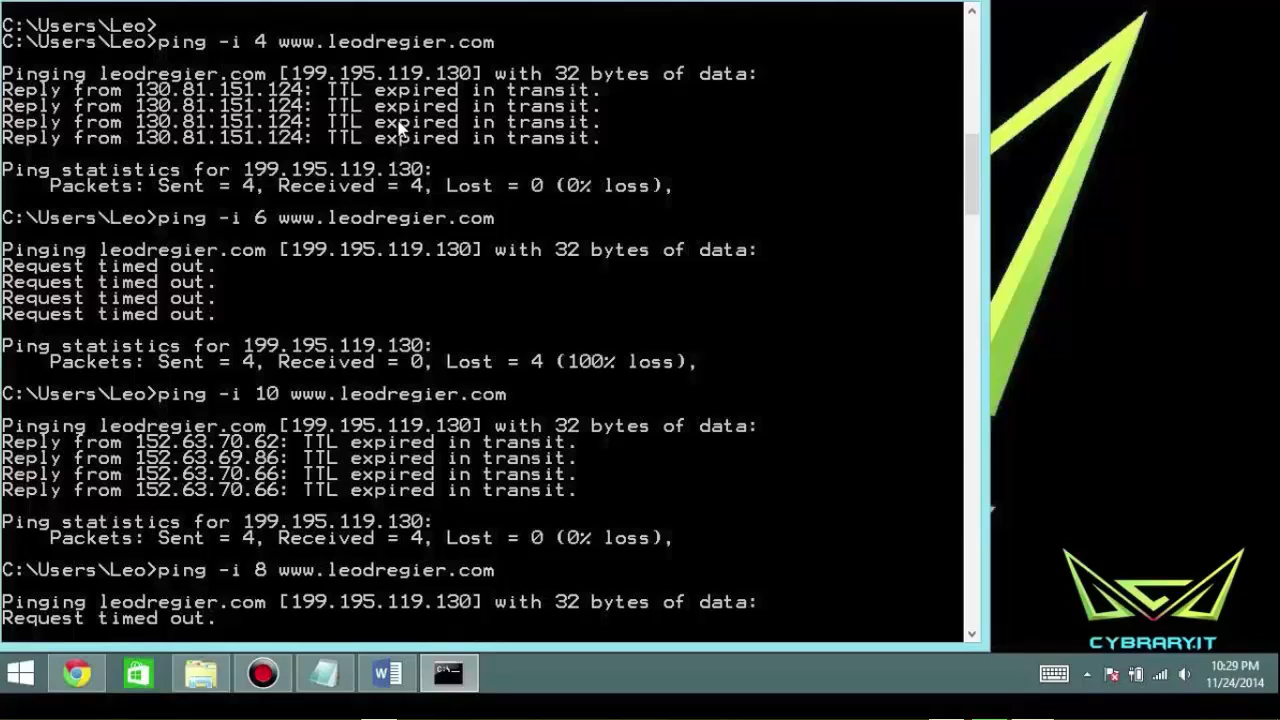 C:\Users\Leo>
C:\Users\Leo>ping -i 4 www.leodregier.com
Pinging leodregier.com [199.195.119.130] with 32 bytes of data:
Reply from 130.81.151.124: TTL expired in transit.
Reply from 130.81.151.124: TTL expired in transit.
Reply from 130.81.151.124: TTL expired in transit.
Reply from 130.81.151.124: TTL expired in transit.
Ping statistics for 199.195.119.130:
Packets: Sent = 4, Received = 4, Lost = 0 (0% loss),
C:\Users\Leo>ping -i 6 www.leodregier.com
Pinging leodregier.com [199.195.119.130] with 32 bytes of data:
Request timed out.
Request timed out.
Request timed out.
Request timed out.
Ping statistics for 199.195.119.130:
Packets: Sent = 4, Received = 0, Lost = 4 (100% loss),
C:\Users\Leo>ping -i 10 www.leodregier.com
Pinging leodregier.com [199.195.119.130] with 32 bytes of data:
Reply from 152.63.70.62: TTL expired in transit.
Reply from 152.63.69.86: TTL expired in transit.
Reply from 152.63.70.66: TTL expired in transit.
Reply from 152.63.70.66: TTL expired in transit.
Ping statistics for 199.195.119.130:
Packets: Sent = 4, Received = 4, Lost = 0 (0% loss),
C:\Users\Leo>ping -i 8 www.leodregier.com
Pinging leodregier.com [199.195.119.130] with 32 bytes of data:
Request timed out.
CYBRARY.IT
10:29 PM
11/24/2014